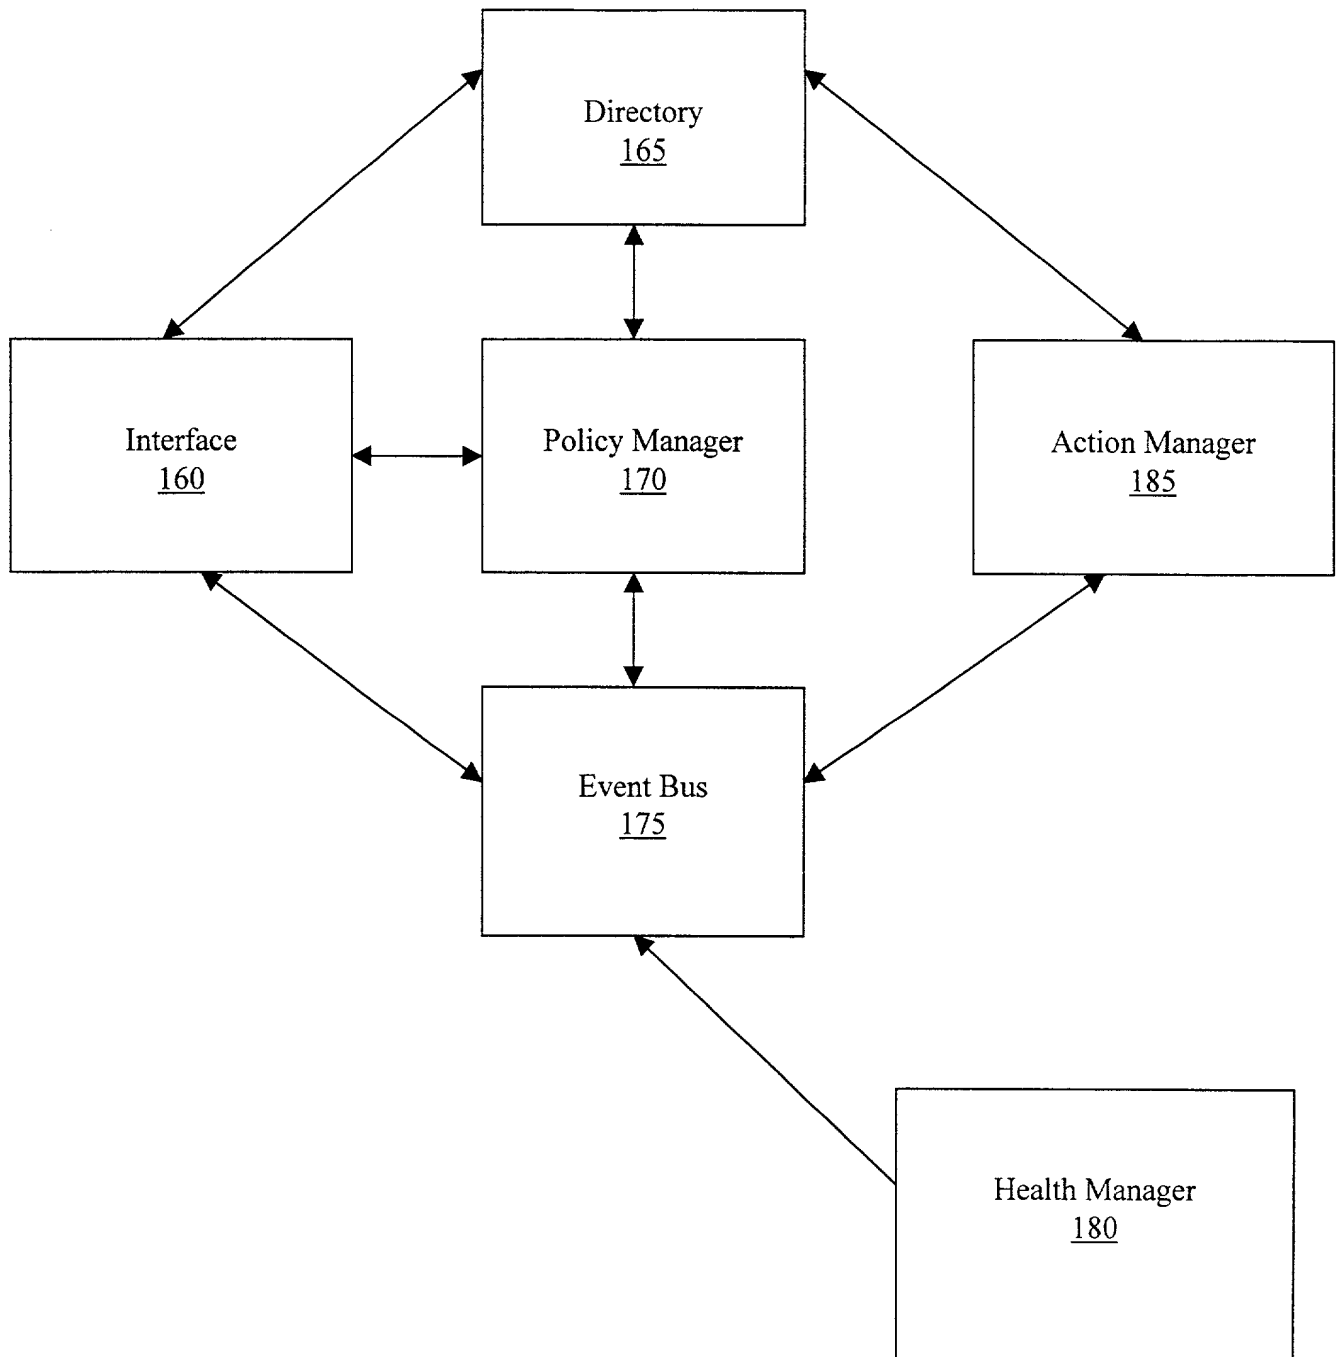 Directory
165
Interface
160
Policy Manager
170
Action Manager
185
Event Bus
175
Health Manager
180